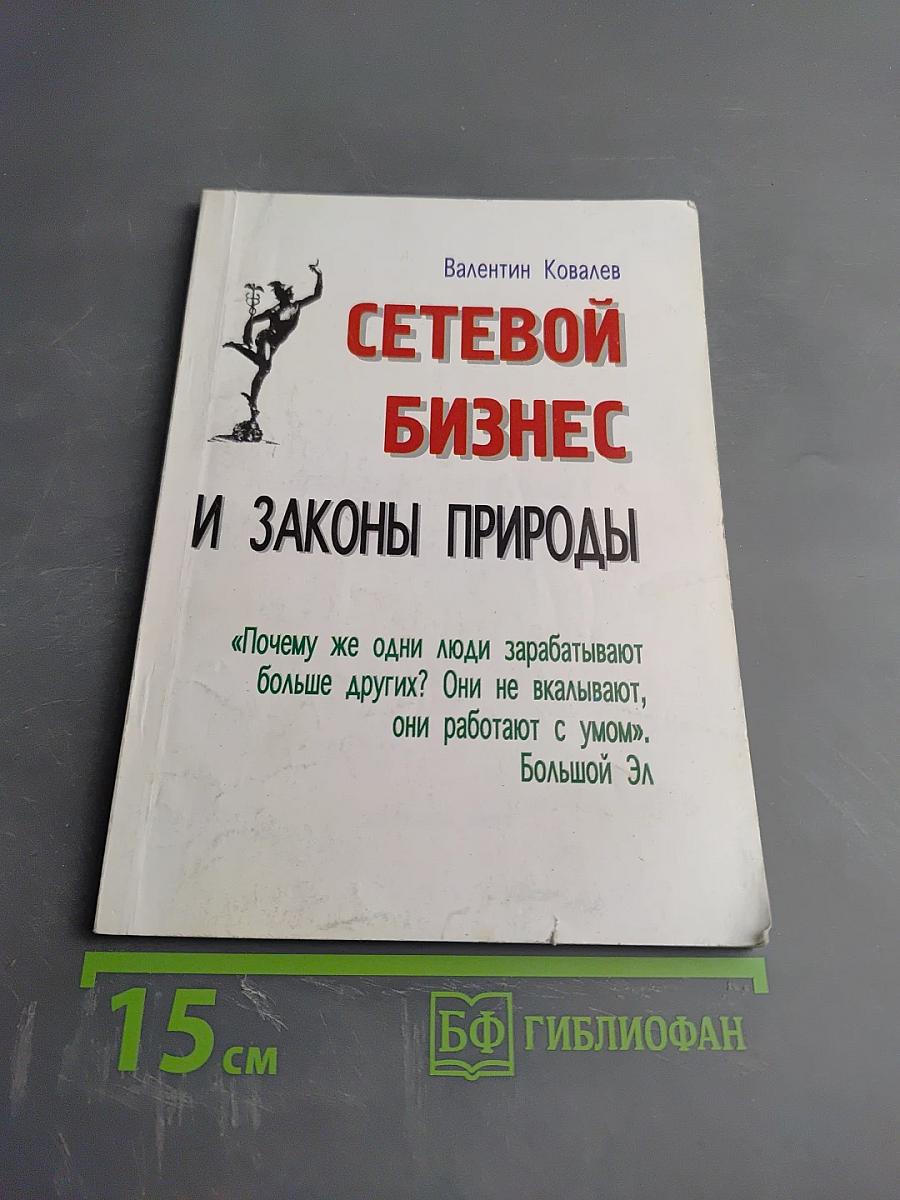 Валентин Ковалев
СЕТЕВОЙ
БИЗНЕС
И ЗАКОНЫ ПРИРОДЫ
«Почему же одни люди зарабатывают
больше других? Они не вкалывают,
они работают с умом».
Большой Эл
15 см
БФ ГИБЛИОФАН